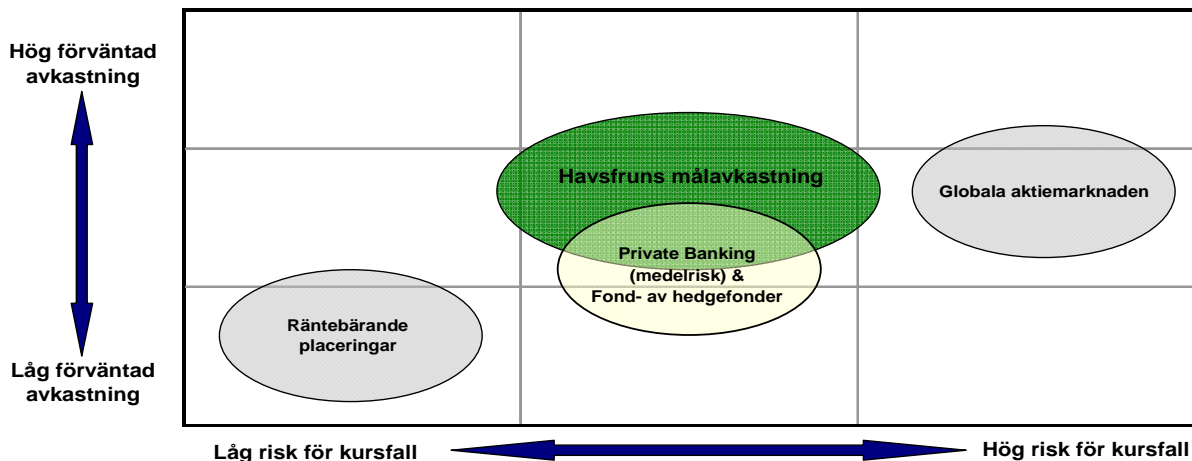 Hög förväntad
avkastning
Havsfruns målavkastning
Globala aktiemarknaden
Private Banking
(medelrisk) &
Fond- av hedgefonder
Räntebärande
placeringar
Låg förväntad
avkastning
Låg risk för kursfall
Hög risk för kursfall